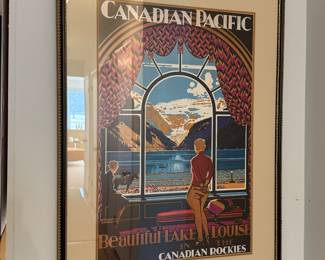 CANADIAN PACIFIC
Beautiful LAKE LOUISE
IN THE
CANADIAN ROCKIES